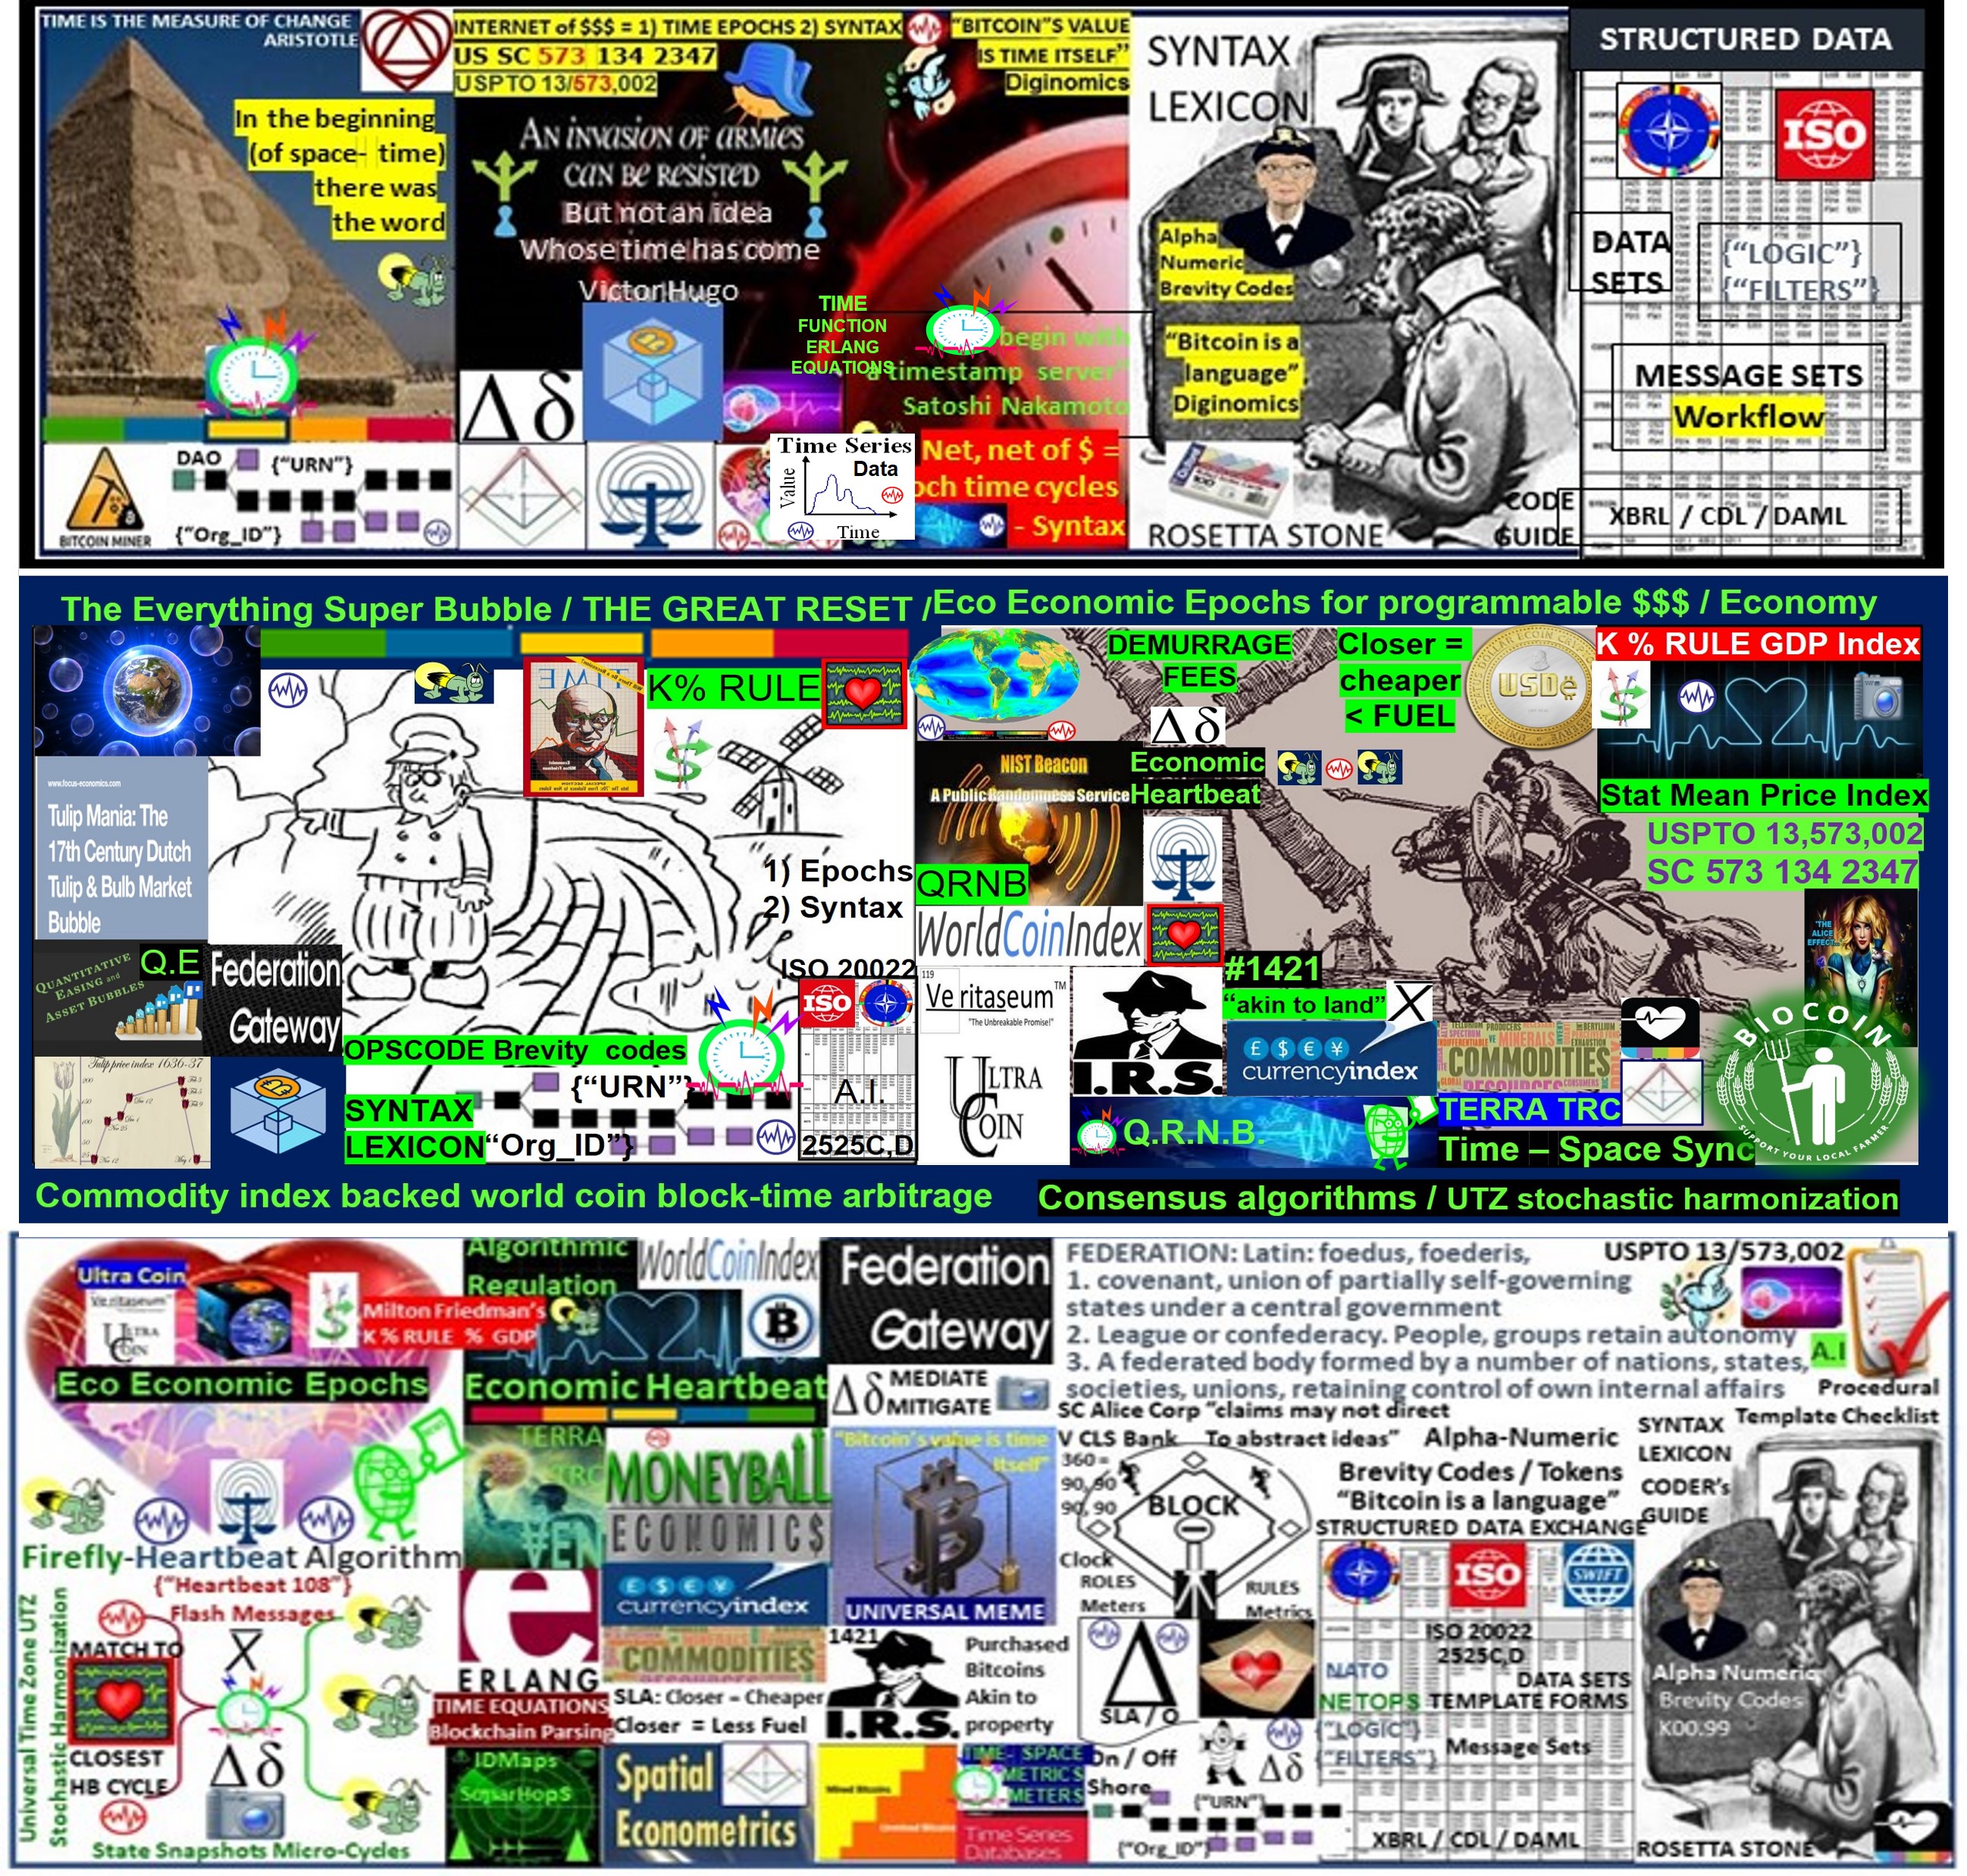 TIME IS THE MEASURE OF CHANGE
ARISTOTLE
In the beginning
(of space- time)
there was
the word
BITCOIN MINER
DAO
{"URN"}
{"Org_ID"}
INTERNET of $$$ = 1) TIME EPOCHS 2) SYNTAX
US SC 573 134 2347
USPTO 13/573,002
"BITCOIN"S VALUE
IS TIME ITSELF"
Diginomics
AN INVASION OF ARMIES
CAN BE RESISTED
But not an idea
Whose time has come
Victor Hugo
TIME
FUNCTION
ERLANG
EQUATIONS
begin with
a timestamp server"
Satoshi Nakamoto
Δδ
Time Series
Data
Value
Time
Net, net of $ =
och time cycles
- Syntax
SYNTAX
LEXICON
Alpha
Numeric
Brevity Codes
"Bitcoin is a
language"
Diginomics
ROSETTA STONE
CODE
GUIDE
STRUCTURED DATA
ISO
DATA
SETS
{"LOGIC"}
{"FILTERS"}
MESSAGE SETS
Workflow
XBRL / CDL / DAML
The Everything Super Bubble / THE GREAT RESET /Eco Economic Epochs for programmable $$$ / Economy
TIME
K% RULE
www.focus-economics.com
Tulip Mania: The
17th Century Dutch
Tulip & Bulb Market
Bubble
1) Epochs
2) Syntax
QUANTITATIVE
EASING and
ASSET BUBBLES
Q.E
Federation
Gateway
ISO 20022
ISO
OPSCODE Brevity codes
{"URN"}
A.I.
Tulip price index 1636-37
SYNTAX
LEXICON"Org_ID"}
2525C,D
DEMURRAGE
FEES
Closer =
cheaper
< FUEL
USD
K % RULE GDP Index
Δδ
NIST Beacon
A Public Randomness Service
Economic
Heartbeat
Stat Mean Price Index
USPTO 13,573,002
SC 573 134 2347
QRNB
WorldCoinIndex
"THE
ALICE
EFFECT..."
119
Veritaseum™
"The Unbreakable Promise!"
#1421
"akin to land"
X
I.R.S.
£ $ € ¥
currencyindex
COMMODITIES
BIOCOIN
SUPPORT YOUR LOCAL FARMER
ULTRA
COIN
Q.R.N.B.
TERRA TRC
Time – Space Sync
Commodity index backed world coin block-time arbitrage
Consensus algorithms / UTZ stochastic harmonization
Ultra Coin
Veritaseum
ULTRA
COIN
Milton Friedman's
K % RULE % GDP
Eco Economic Epochs
Firefly-Heartbeat Algorithm
{"Heartbeat 108"}
Flash Messages
Universal Time Zone UTZ
Stochastic Harmonization
MATCH TO
X
CLOSEST
HB CYCLE
Δδ
State Snapshots Micro-Cycles
Algorithmic
Regulation
WorldCoinIndex
Economic Heartbeat
TERRA
TRC
VEN
MONEYBALL
ECONOMIC$
£ $ € ¥
currencyindex
COMMODITIES
e
ERLANG
TIME EQUATIONS
Blockchain Parsing
SLA: Closer – Cheaper
Closer = Less Fuel
IDMaps
SonarHop$
Spatial
Econometrics
Federation
Gateway
Δδ
MEDIATE
MITIGATE
"Bitcoin's value is time
itself"
UNIVERSAL MEME
1421
I.R.S.
Purchased
Bitcoins
Akin to
property
TIME- SPACE
METRICS
METERS
Time Series
Databases
FEDERATION: Latin: foedus, foederis,
1. covenant, union of partially self-governing
states under a central government
2. League or confederacy. People, groups retain autonomy
3. A federated body formed by a number of nations, states,
societies, unions, retaining control of own internal affairs
USPTO 13/573,002
A.I
Procedural
Template Checklist
SC Alice Corp "claims may not direct
V CLS Bank
To abstract ideas"
360 =
90, 90
90, 90
BLOCK
Clock
ROLES
Meters
RULES
Metrics
Δ
SLA / O
On / Off
Shore
Δδ
{"URN"}
{"Org_ID"}
Alpha-Numeric
Brevity Codes / Tokens
"Bitcoin is a language"
STRUCTURED DATA EXCHANGE
ISO
SWIFT
ISO 20022
2525C,D
NATO
NETOPS
DATA SETS
TEMPLATE FORMS
{"LOGIC"}
{"FILTERS"}
Message Sets
XBRL / CDL / DAML
SYNTAX
LEXICON
CODER's
GUIDE
Alpha Numeric
Brevity Codes
K00.99
ROSETTA STONE